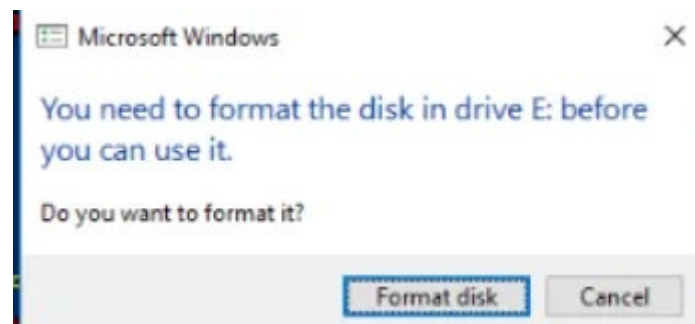 Microsoft Windows
You need to format the disk in drive E: before
you can use it.
Do you want to format it?
Format disk
Cancel